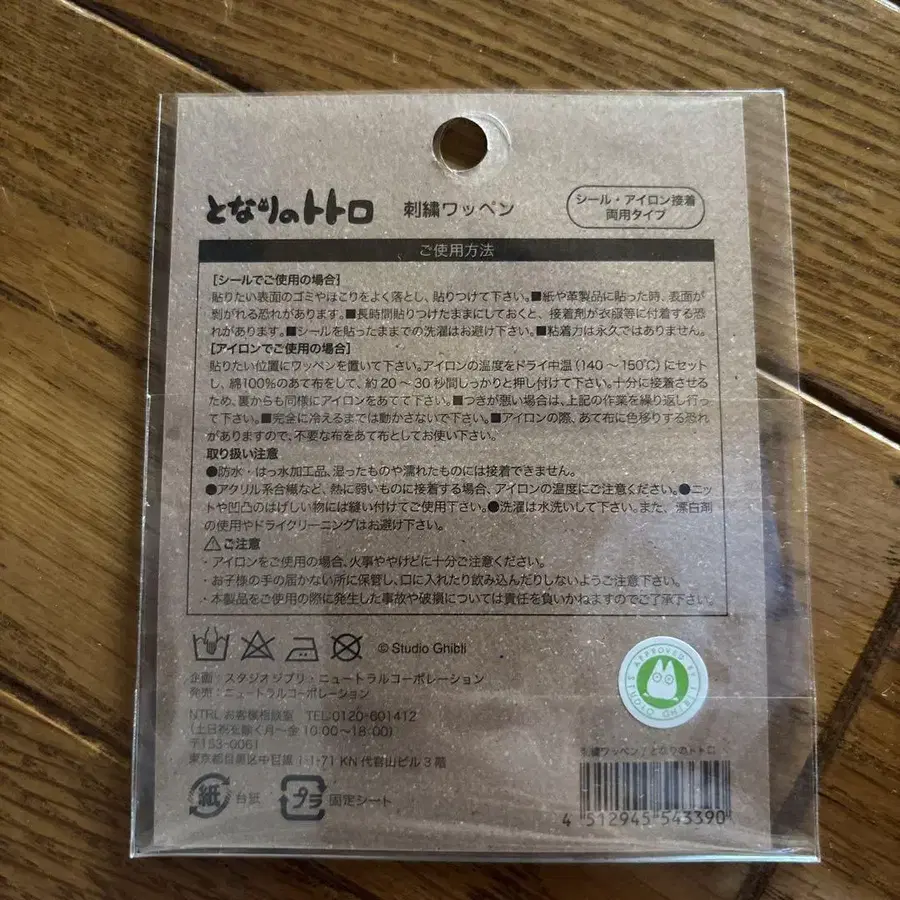 となりのトトロ 刺繍ワッペン シール・アイロン接着
両用タイプ
ご使用方法
[シールでご使用の場合]
貼りたい表面のゴミやほこりをよく落とし、貼りつけて下さい。■紙や革製品に貼った時、表面が
剝がれる恐れがあります。■長時間貼りつけたままにしておくと、接着剤が衣服等に付着する恐
れがあります。■シールを貼ったままでの洗濯はお避け下さい。■粘着力は永久ではありません。
[アイロンでご使用の場合]
貼りたい位置にワッペンを置いて下さい。アイロンの温度をドライ中温(140～150℃)にセット
し、綿100%のあて布をして、約20～30秒間しっかりと押し付けて下さい。十分に接着させる
ため、裏からも同様にアイロンをあてて下さい。■つきが悪い場合は、上記の作業を繰り返し行っ
て下さい。■完全に冷えるまでは動かさないで下さい。■アイロンの際、あて布に色移りする恐れ
がありますので、不要な布をあて布としてお使い下さい。
取り扱い注意
●防水・はっ水加工品、湿ったものや濡れたものには接着できません。
●アクリル系合繊など、熱に弱いものに接着する場合、アイロンの温度にご注意ください。●ニッ
トや凹凸のはげしい物には縫い付けてご使用下さい。●洗濯は水洗いして下さい。また、漂白剤
の使用やドライクリーニングはお避け下さい。
⚠ご注意
・アイロンをご使用の場合、火事ややけどに十分ご注意ください。
・お子様の手の届かない所に保管し、口に入れたり飲み込んだりしないようご注意下さい。
・本製品をご使用の際に発生した事故や破損については責任を負いかねますのでご了承下さい。
© Studio Ghibli
企画：スタジオジブリ・ニュートラルコーポレーション
発売：ニュートラルコーポレーション
NTRL お客様相談室 TEL:0120-601412
(土日祝を除く月～金 10:00～18:00)
〒153-0061
東京都目黒区中目黒 1-1-71 KN 代官山ビル3階
紙 台紙 プラ 固定シート
APPROVED BY STUDIO GHIBLI
刺繍ワッペン / となりのトトロ
4 512945 543390